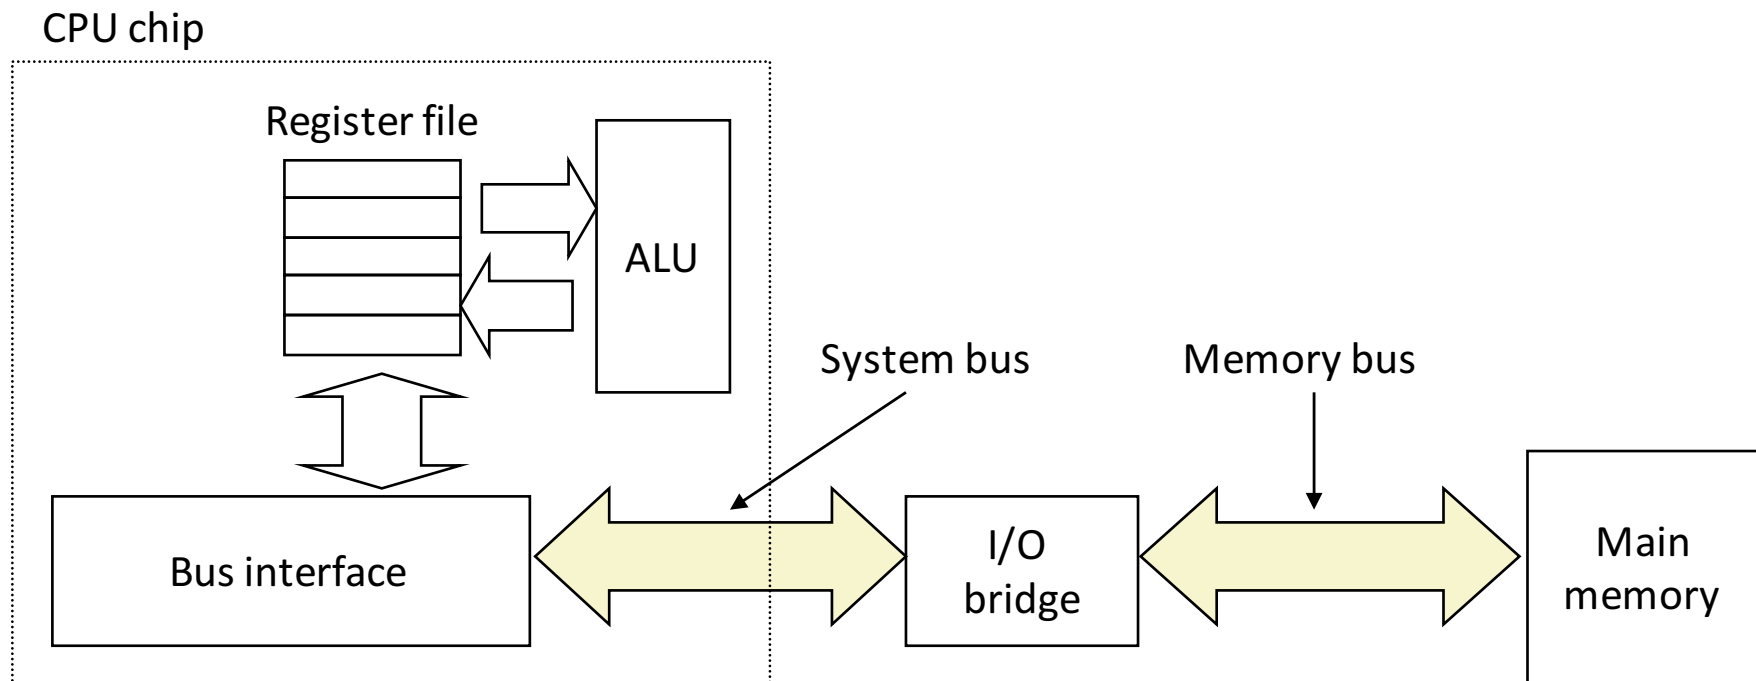 CPU chip
Register file
ALU
System bus
Memory bus
Bus interface
I/O
bridge
Main
memory